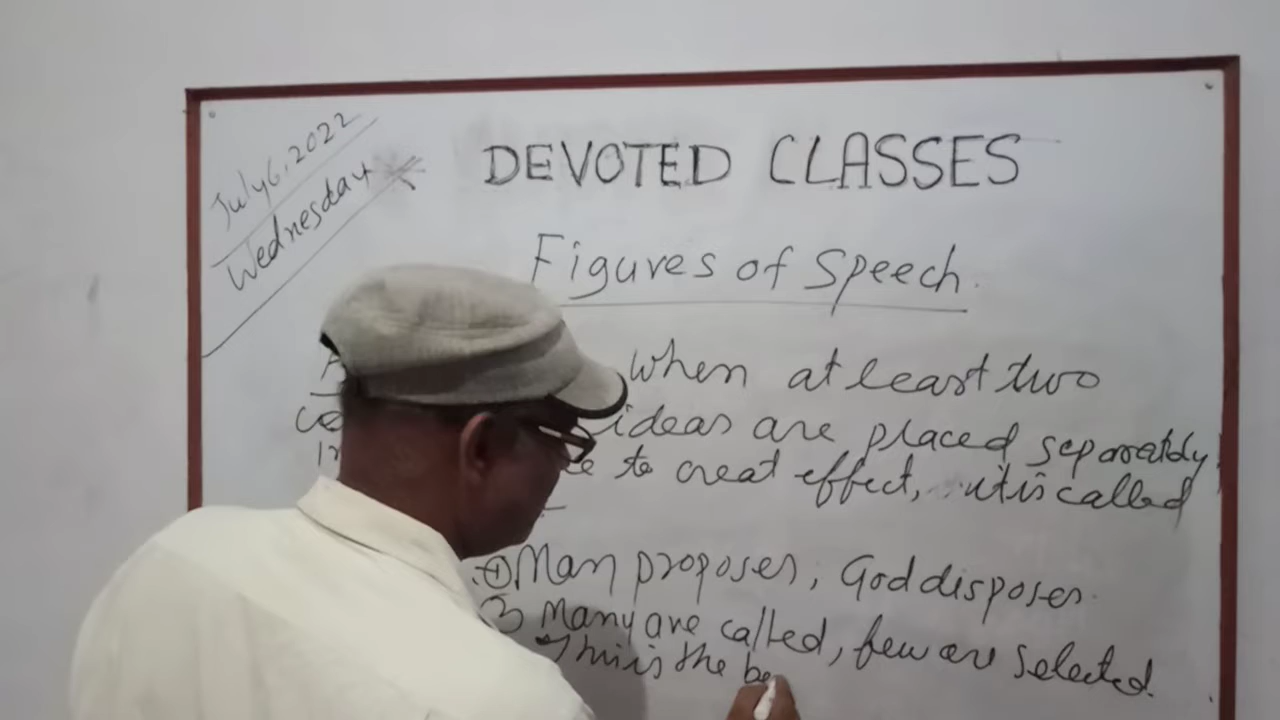 July 6, 2022
Wednesday
DEVOTED CLASSES
Figures of Speech.
when at least two
ideas are placed separately
to creat effect, it is called
① Man proposes, God disposes.
Many are called, few are selected.
This is the be